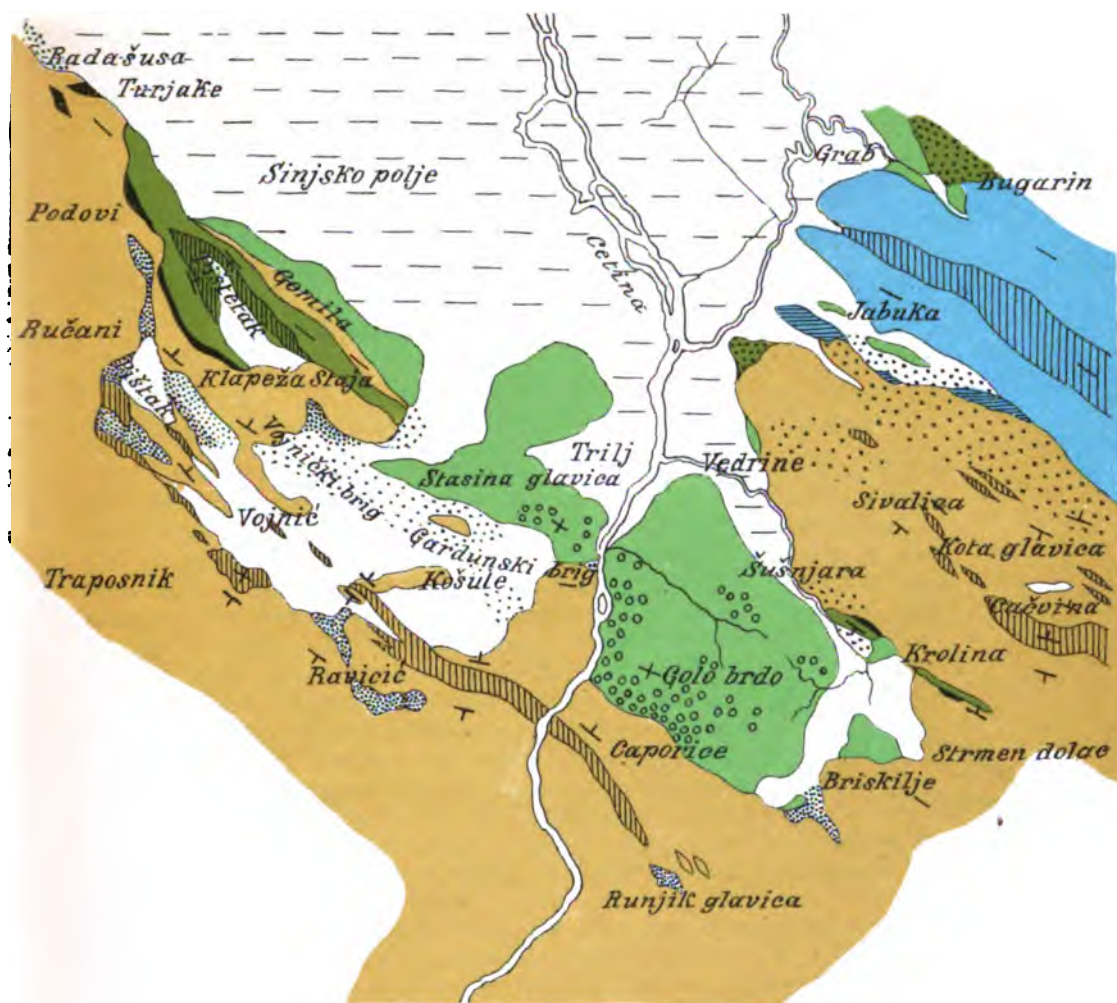 Radašusa
Turjake
Grab
Bugarin
Sinjsko polje
Podovi
Cetina
Gomila
Jabuka
Ručani
Klapeža Staja
Vojnički brig
Trilj
Vedrine
Stasina glavica
Sivalica
Vojnić
Gardunski
brig
Kota glavica
Traposnik
Košule
Šušnjara
Čačvina
Krolina
Ravicić
Golo brdo
Caporice
Strmen dolac
Briskilje
Runjik glavica